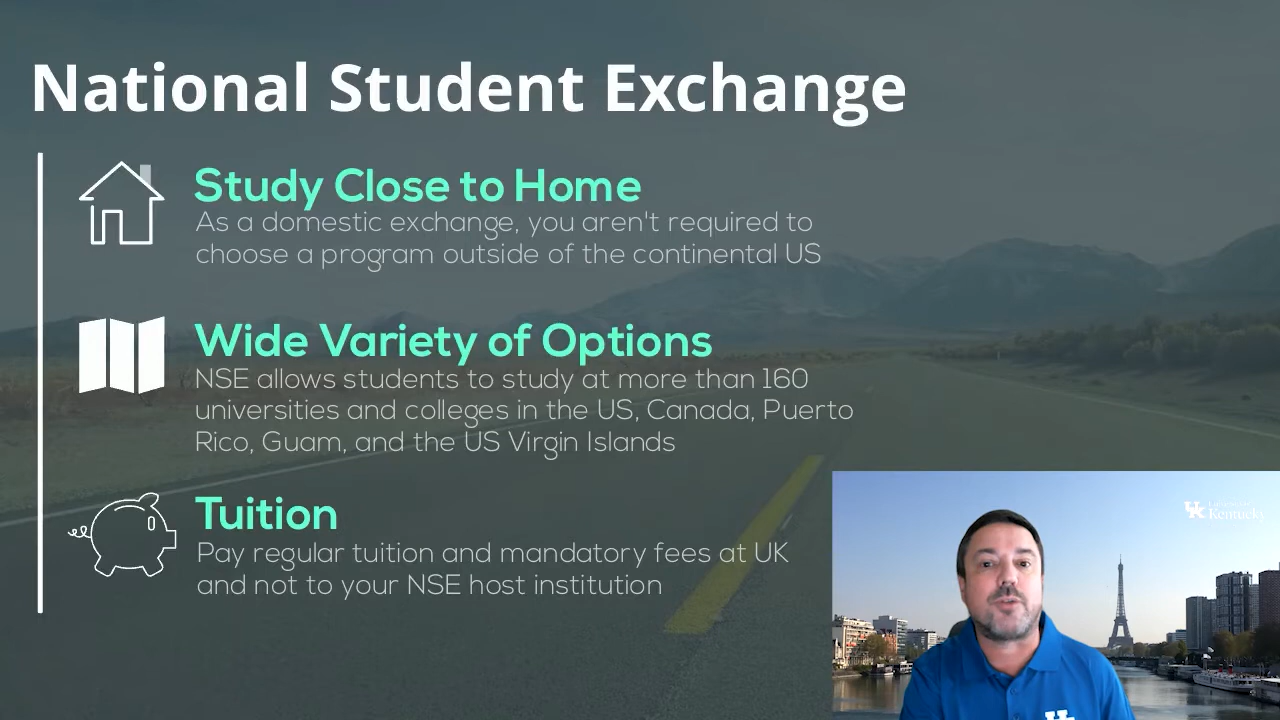 National Student Exchange
Study Close to Home
As a domestic exchange, you aren't required to
choose a program outside of the continental US
Wide Variety of Options
NSE allows students to study at more than 160
universities and colleges in the US, Canada, Puerto
Rico, Guam, and the US Virgin Islands
Tuition
Pay regular tuition and mandatory fees at UK
and not to your NSE host institution
UK
Kentucky
UK